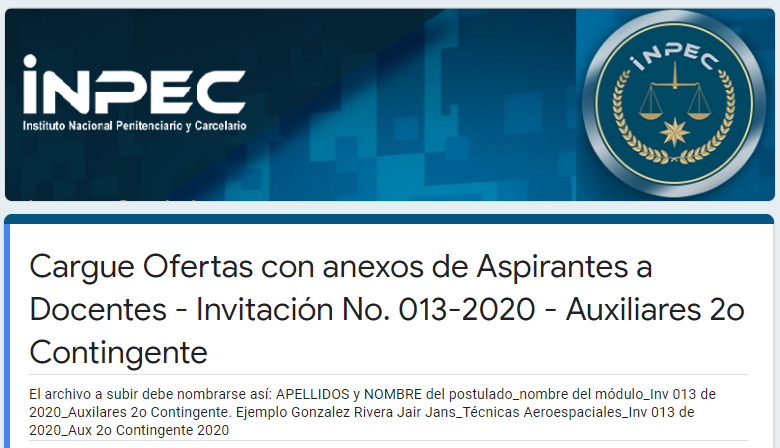 INPEC
Instituto Nacional Penitenciario y Carcelario
INPEC
Cargue Ofertas con anexos de Aspirantes a
Docentes - Invitación No. 013-2020 - Auxiliares 2o
Contingente
El archivo a subir debe nombrarse así: APELLIDOS y NOMBRE del postulado_nombre del módulo_Inv 013 de
2020_Auxilares 2o Contingente. Ejemplo Gonzalez Rivera Jair Jans_Técnicas Aeroespaciales_Inv 013 de
2020_Aux 2o Contingente 2020